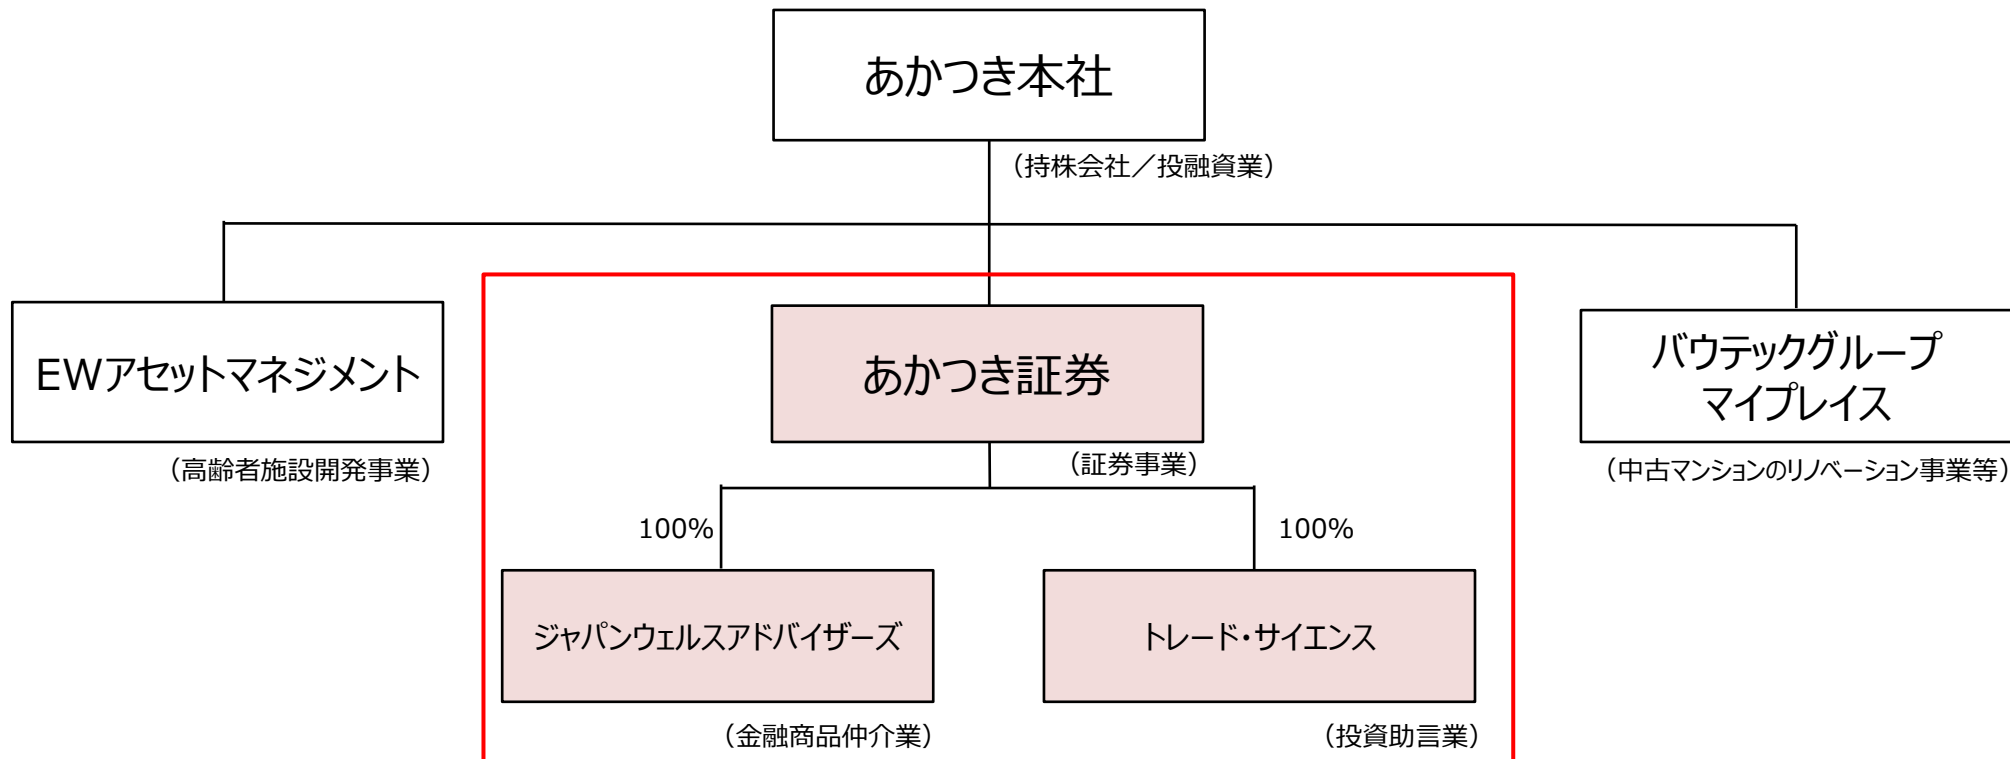 あかつき本社
（持株会社／投融資業）
EWアセットマネジメント
（高齢者施設開発事業）
あかつき証券
（証券事業）
バウテックグループ
マイプレイス
（中古マンションのリノベーション事業等）
100%
100%
ジャパンウェルスアドバイザーズ
（金融商品仲介業）
トレード・サイエンス
（投資助言業）